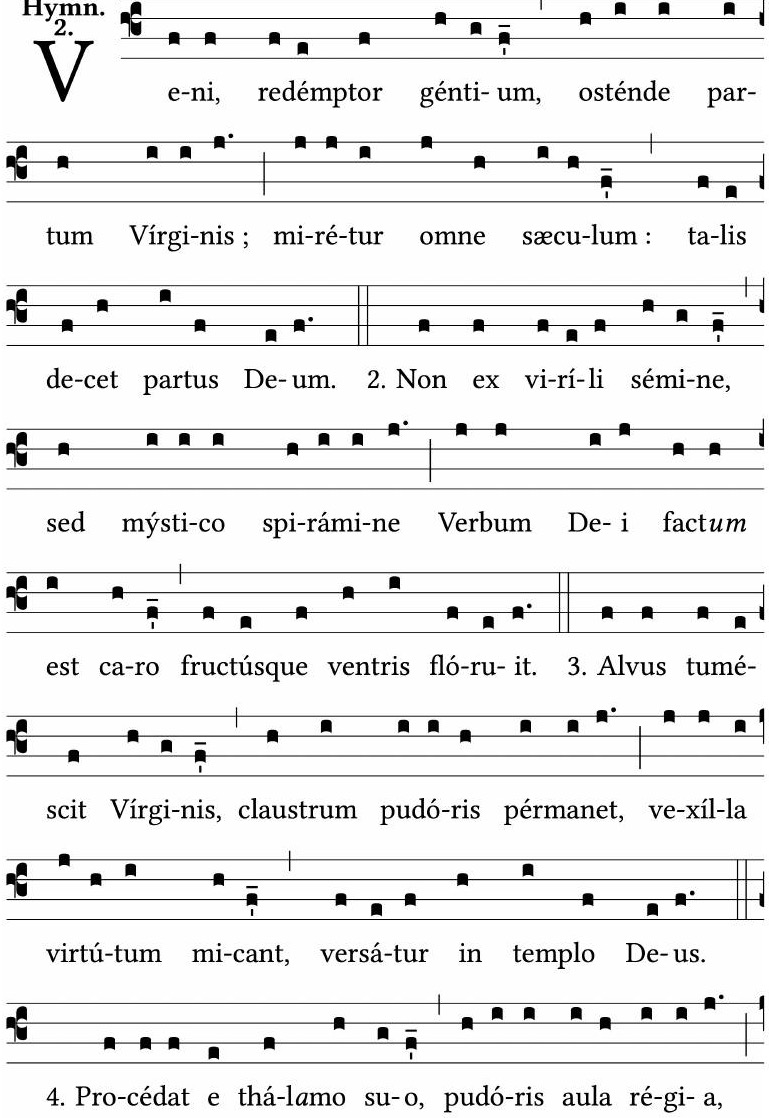 Hymn.
2.
Ve-ni, redémptor génti-um, osténde par-
tum Vírgi-nis ; mi-ré-tur omne sæcu-lum : ta-lis
de-cet partus De-um. 2. Non ex vi-rí-li sémi-ne,
sed mýsti-co spi-rámi-ne Verbum De-i factum
est ca-ro fructúsque ventris fló-ru-it. 3. Alvus tumé-
scit Vírgi-nis, claustrum pudó-ris pérmanet, ve-xíl-la
virtú-tum mi-cant, versá-tur in templo De-us.
4. Pro-cédat e thá-lamo su-o, pudó-ris aula ré-gi-a,